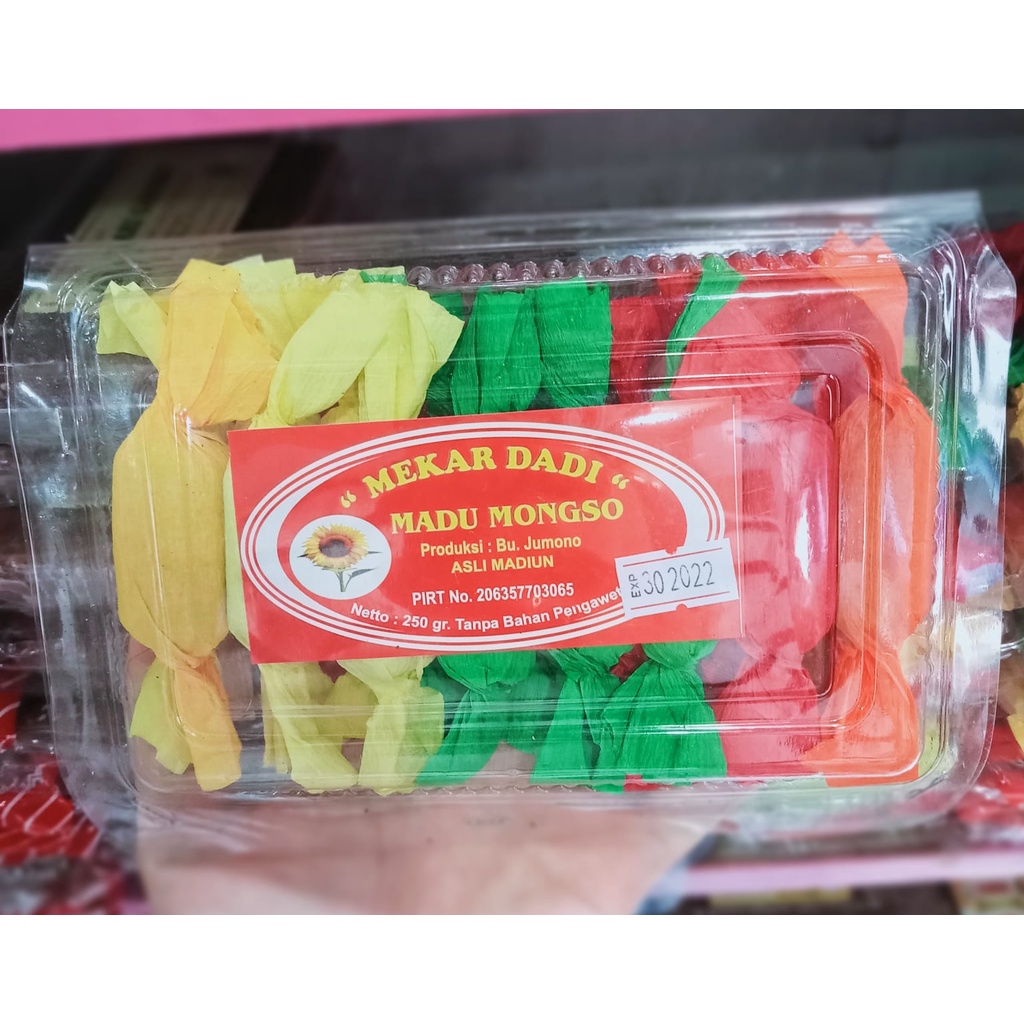 “ MEKAR DADI “
MADU MONGSO
Produksi : Bu. Jumono
ASLI MADIUN
PIRT No. 206357703065
Netto : 250 gr. Tanpa Bahan Pengawet
EXP 30 2022